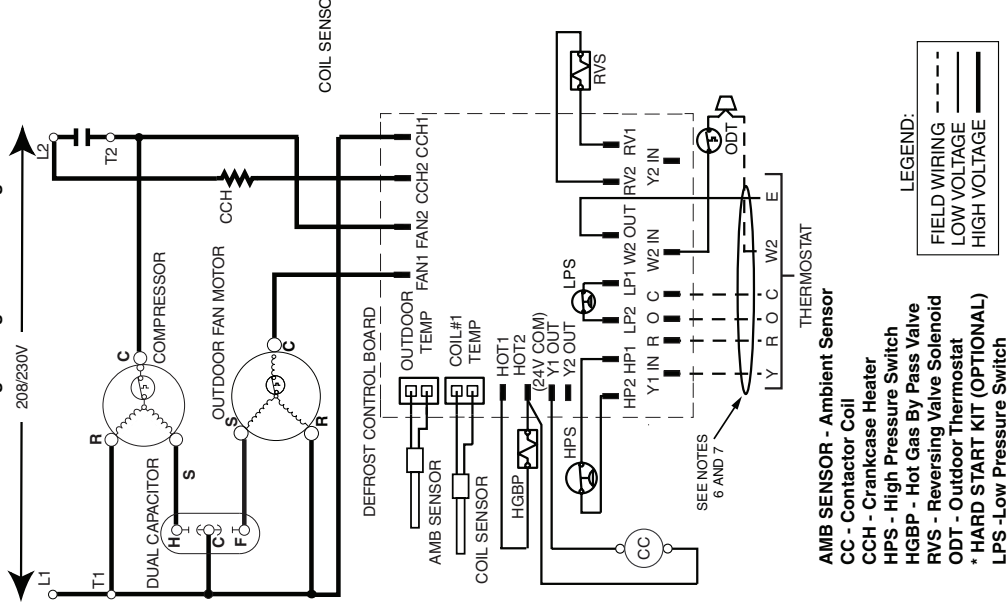 208/230V
L1
L2
T1
T2
R
C
S
COMPRESSOR
DUAL CAPACITOR
H
C
F
OUTDOOR FAN MOTOR
S
C
R
CCH
COIL SENSO
DEFROST CONTROL BOARD
OUTDOOR
TEMP
FAN1
FAN2
CCH2
CCH1
COIL#1
TEMP
AMB SENSOR
COIL SENSOR
HOT1
HOT2
(24V COM)
Y1 OUT
Y2 OUT
HGBP
HPS
HP2
HP1
LPS
LP2
LP1
W2 OUT
RV2
RV1
RVS
Y1 IN
R
O
C
W2 IN
Y2 IN
ODT
CC
SEE NOTES
6 AND 7
Y
R
O
C
W2
E
THERMOSTAT
AMB SENSOR - Ambient Sensor
CC - Contactor Coil
CCH - Crankcase Heater
HPS - High Pressure Switch
HGBP - Hot Gas By Pass Valve
RVS - Reversing Valve Solenoid
ODT - Outdoor Thermostat
* HARD START KIT (OPTIONAL)
LPS -Low Pressure Switch
LEGEND:
FIELD WIRING
LOW VOLTAGE
HIGH VOLTAGE